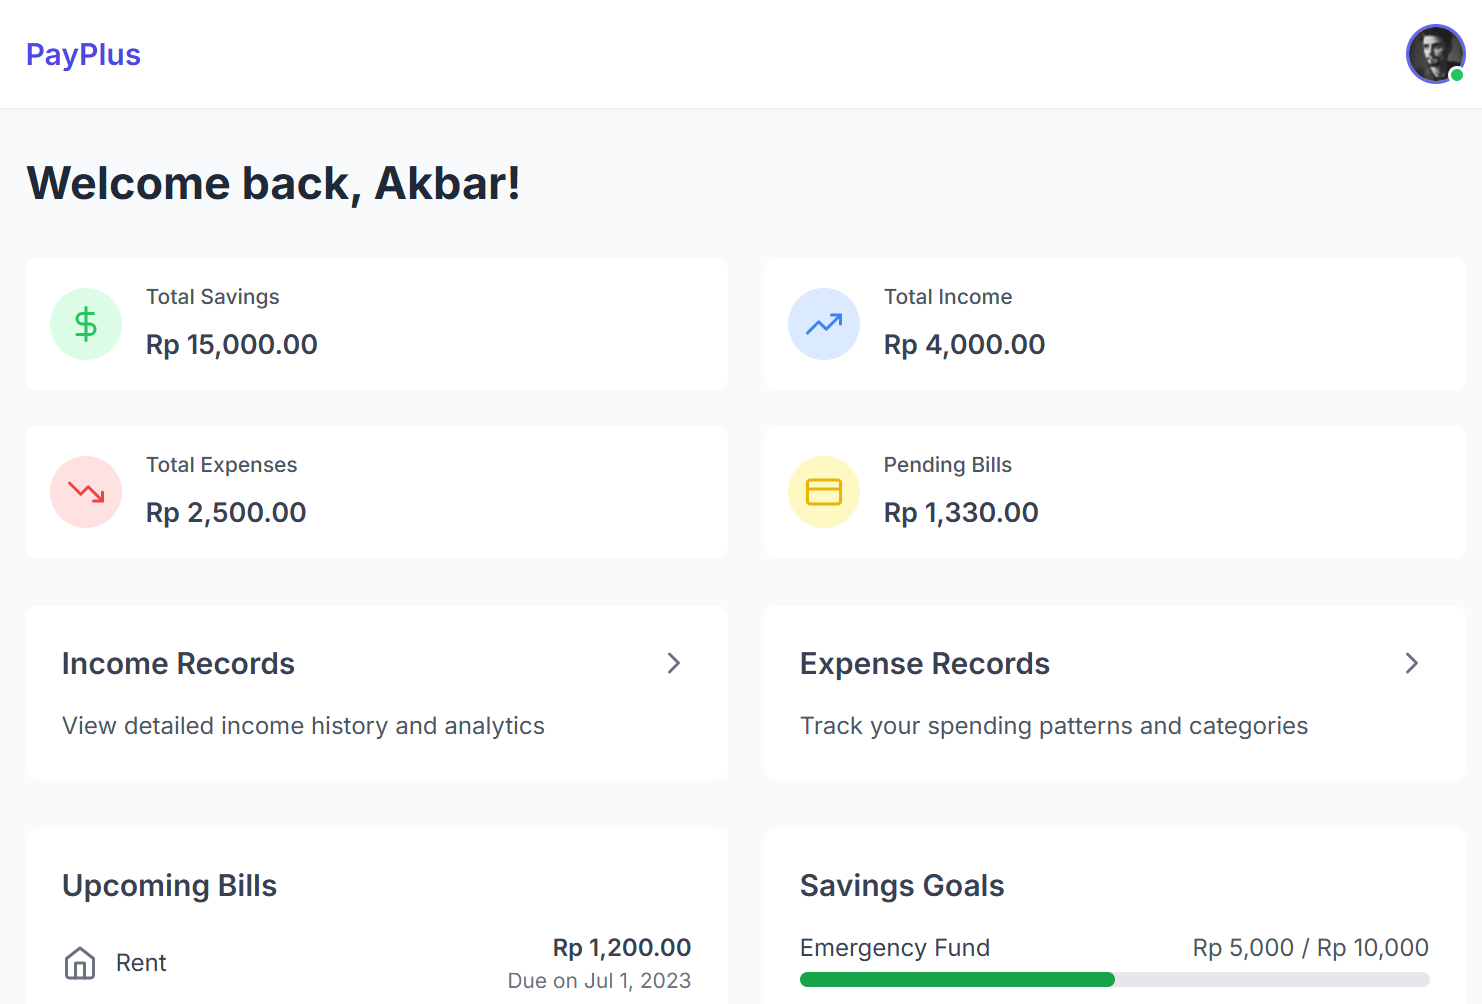 PayPlus
Welcome back, Akbar!
Total Savings
Rp 15,000.00
Total Income
Rp 4,000.00
Total Expenses
Rp 2,500.00
Pending Bills
Rp 1,330.00
Income Records
View detailed income history and analytics
Expense Records
Track your spending patterns and categories
Upcoming Bills
Rent
Rp 1,200.00
Due on Jul 1, 2023
Savings Goals
Emergency Fund
Rp 5,000 / Rp 10,000